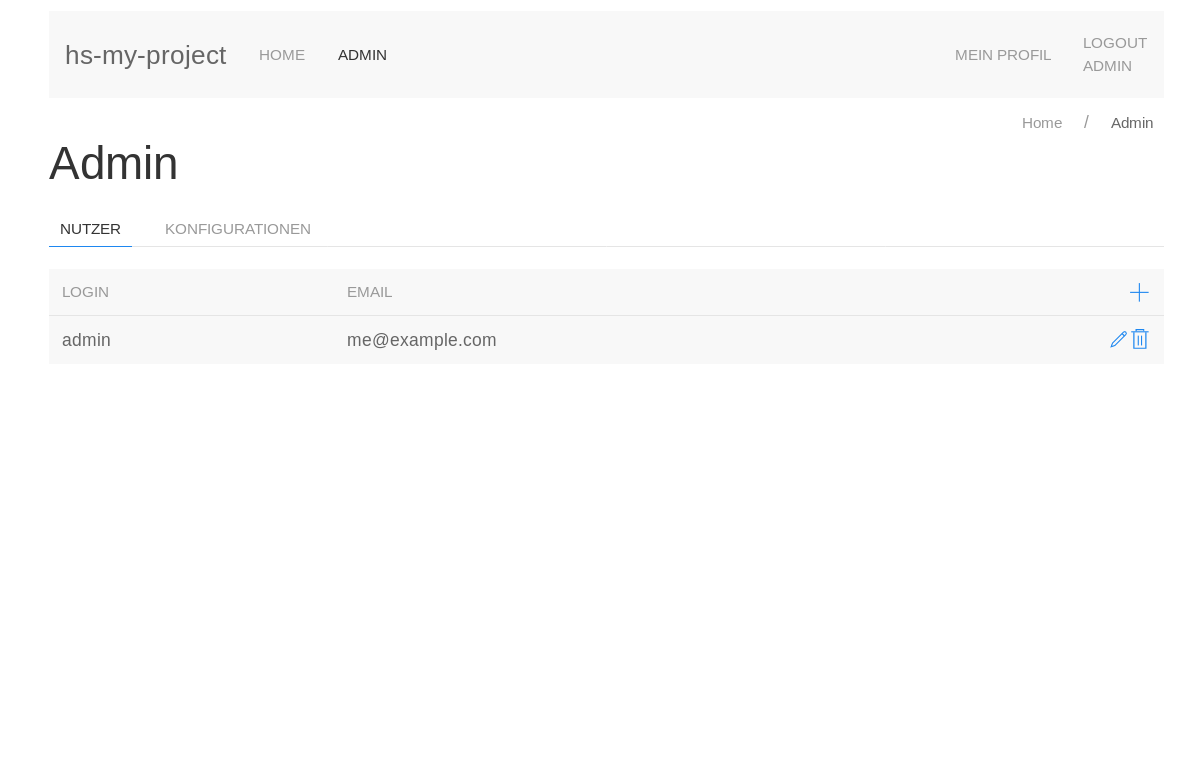 hs-my-project HOME ADMIN MEIN PROFIL LOGOUT ADMIN
Home / Admin
Admin
NUTZER KONFIGURATIONEN
LOGIN EMAIL
admin me@example.com